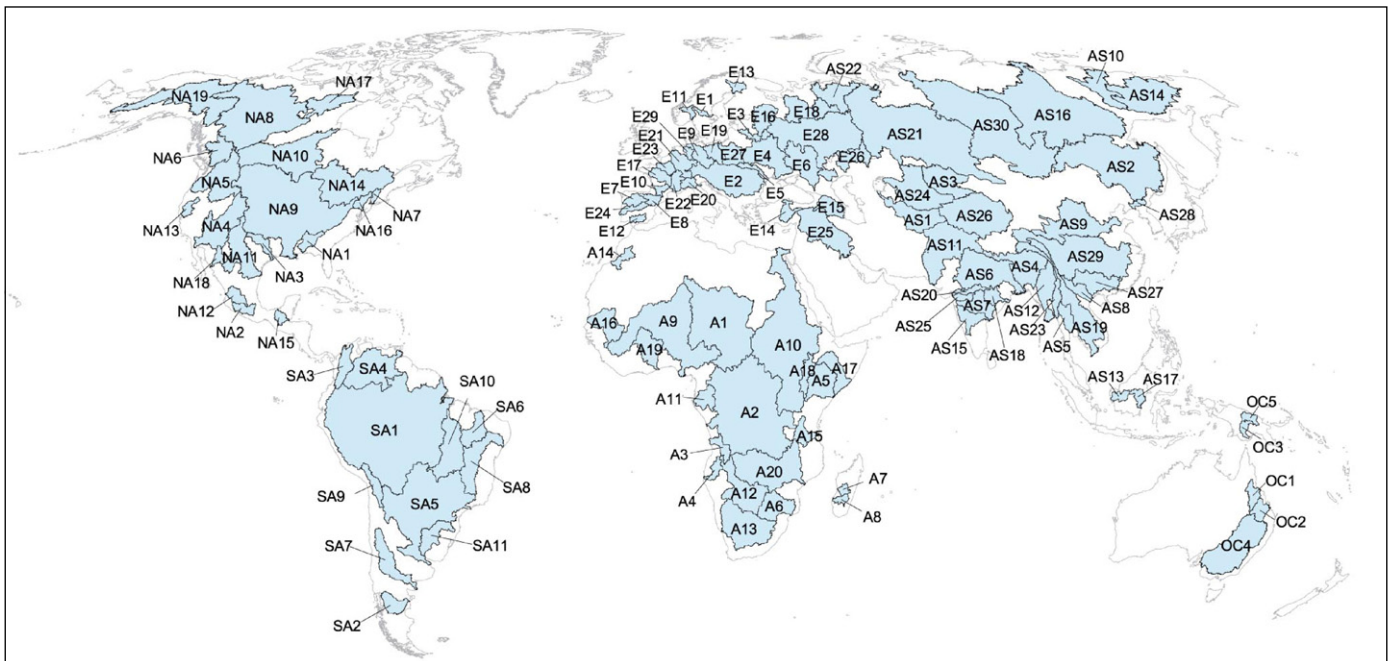 NA17
NA19
NA8
NA6
NA10
NA5
NA14
NA9
NA7
NA13
NA4
NA16
NA11
NA1
NA18
NA3
NA12
NA2
NA15
SA3
SA4
SA10
SA6
SA1
SA9
SA8
SA5
SA7
SA11
SA2
E13
E11
E1
E29
E3
E16
E18
E21
E9
E19
E28
E23
E27
E4
E17
E6
E26
E10
E2
E7
E5
E22
E20
E24
E8
E15
E12
E14
E25
A14
A16
A9
A1
A19
A10
A18
A17
A5
A11
A2
A15
A3
A20
A4
A12
A6
A7
A13
A8
AS10
AS22
AS14
AS16
AS30
AS21
AS2
AS3
AS24
AS28
AS1
AS26
AS9
AS11
AS29
AS6
AS4
AS20
AS27
AS7
AS12
AS8
AS25
AS23
AS19
AS15
AS18
AS5
AS13
AS17
OC5
OC3
OC1
OC2
OC4